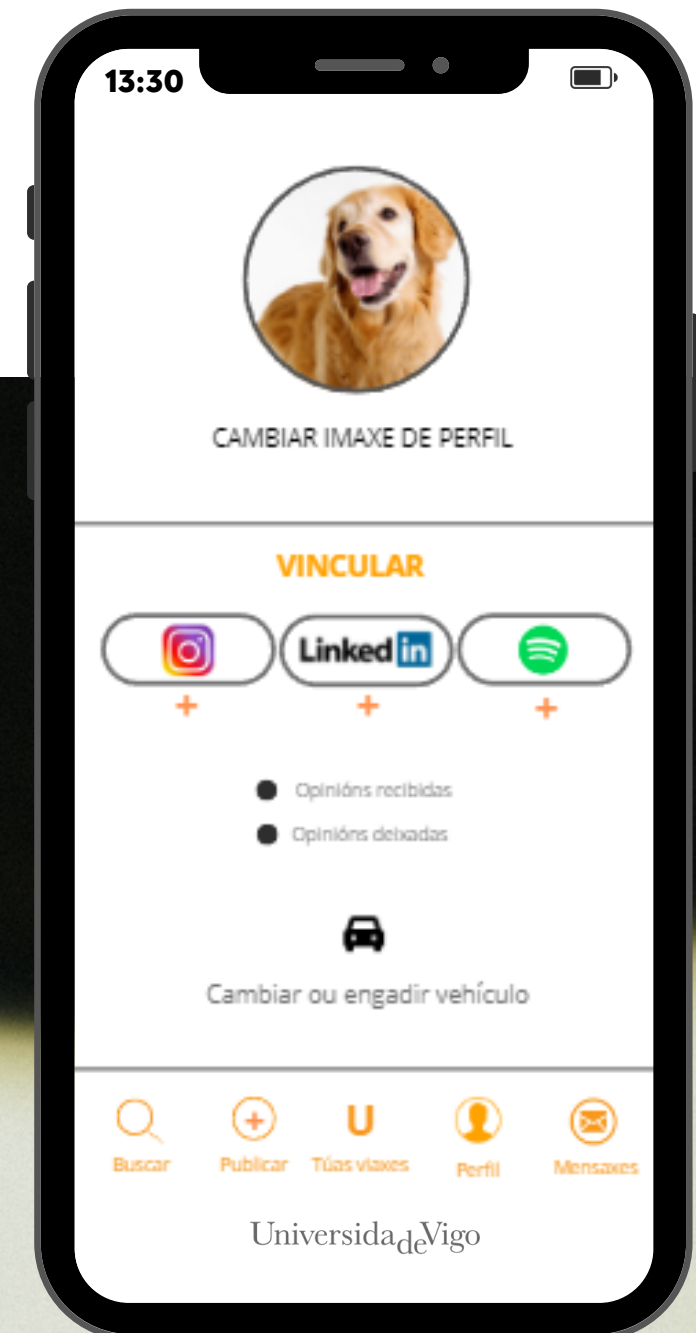 13:30
CAMBIAR IMAXE DE PERFIL
VINCULAR
Linked in
+ + +
Opinións recibidas
Opinións deixadas
Cambiar ou engadir vehículo
+ U
Buscar Publicar Túas viaxes Perfil Mensaxes
UniversidadeVigo